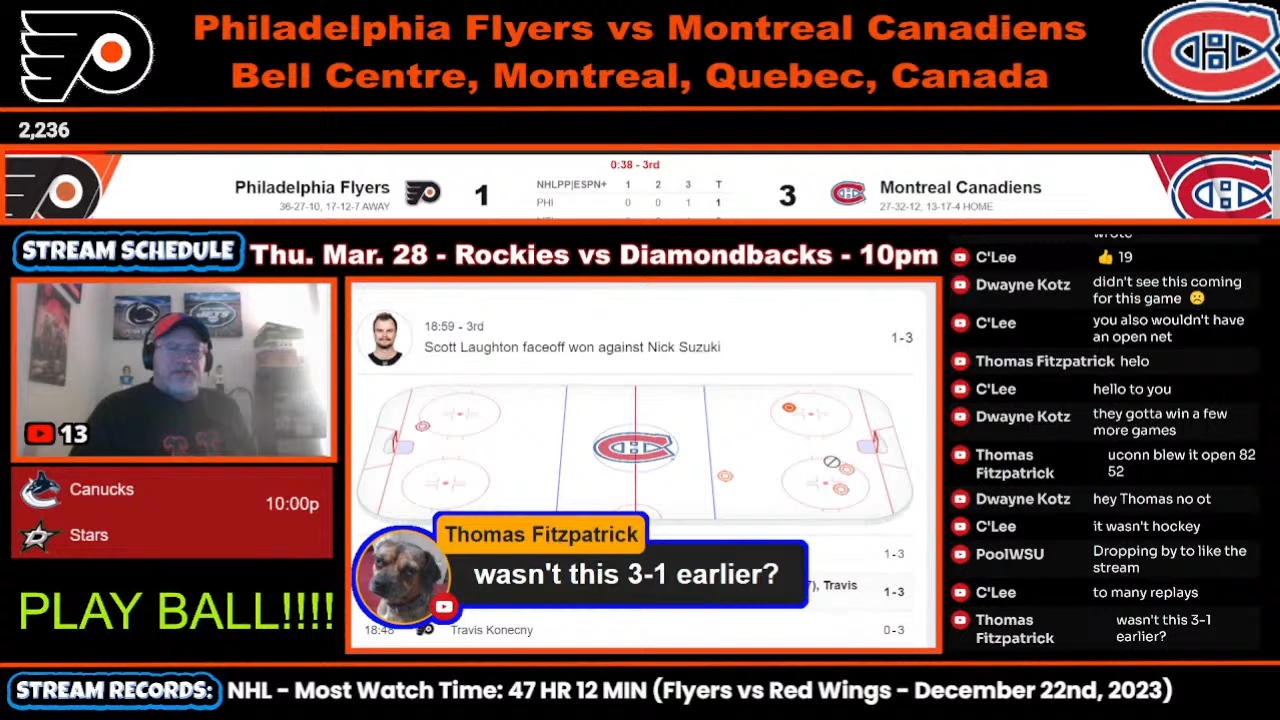 Philadelphia Flyers vs Montreal Canadiens
Bell Centre, Montreal, Quebec, Canada
2,236
0:38 - 3rd
Philadelphia Flyers
36-27-10, 17-12-7 AWAY
1
NHLPP|ESPN+ 1 2 3 T
PHI 0 0 1 1
3
Montreal Canadiens
27-32-12, 13-17-4 HOME
STREAM SCHEDULE
Thu. Mar. 28 - Rockies vs Diamondbacks - 10pm
13
Canucks
Stars
10:00p
PLAY BALL!!!!
JETS
18:59 - 3rd
Scott Laughton faceoff won against Nick Suzuki
1-3
1-3
), Travis
1-3
18:48
Travis Konecny
0-3
Thomas Fitzpatrick
wasn't this 3-1 earlier?
wrote
C'Lee 👍 19
Dwayne Kotz didn't see this coming
for this game ☹️
C'Lee you also wouldn't have
an open net
Thomas Fitzpatrick helo
C'Lee hello to you
Dwayne Kotz they gotta win a few
more games
Thomas Fitzpatrick uconn blew it open 82
52
Dwayne Kotz hey Thomas no ot
C'Lee it wasn't hockey
PoolWSU Dropping by to like the
stream
C'Lee to many replays
Thomas Fitzpatrick wasn't this 3-1
earlier?
STREAM RECORDS:
NHL - Most Watch Time: 47 HR 12 MIN (Flyers vs Red Wings - December 22nd, 2023)